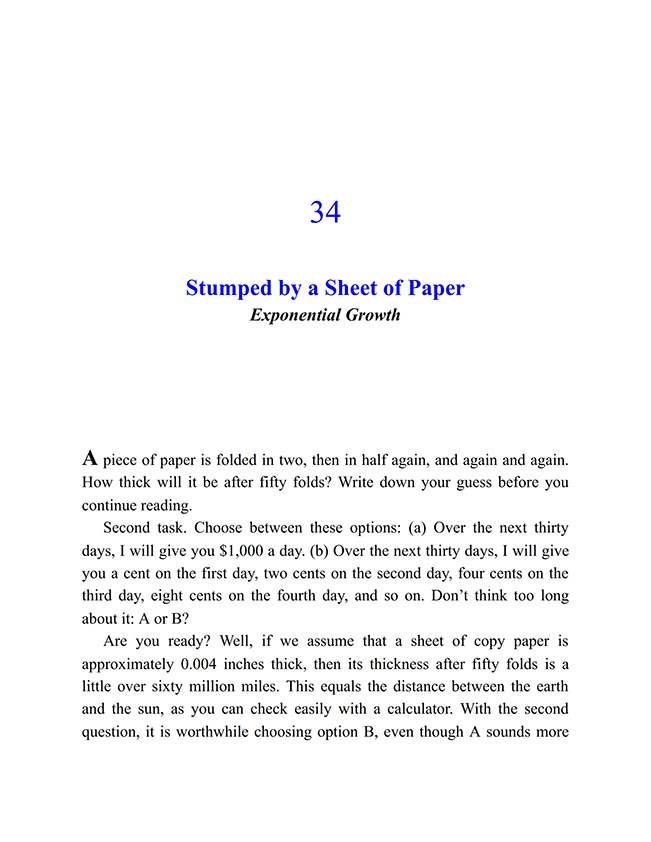 34
Stumped by a Sheet of Paper
Exponential Growth
A piece of paper is folded in two, then in half again, and again and again.
How thick will it be after fifty folds? Write down your guess before you
continue reading.
Second task. Choose between these options: (a) Over the next thirty
days, I will give you $1,000 a day. (b) Over the next thirty days, I will give
you a cent on the first day, two cents on the second day, four cents on the
third day, eight cents on the fourth day, and so on. Don’t think too long
about it: A or B?
Are you ready? Well, if we assume that a sheet of copy paper is
approximately 0.004 inches thick, then its thickness after fifty folds is a
little over sixty million miles. This equals the distance between the earth
and the sun, as you can check easily with a calculator. With the second
question, it is worthwhile choosing option B, even though A sounds more